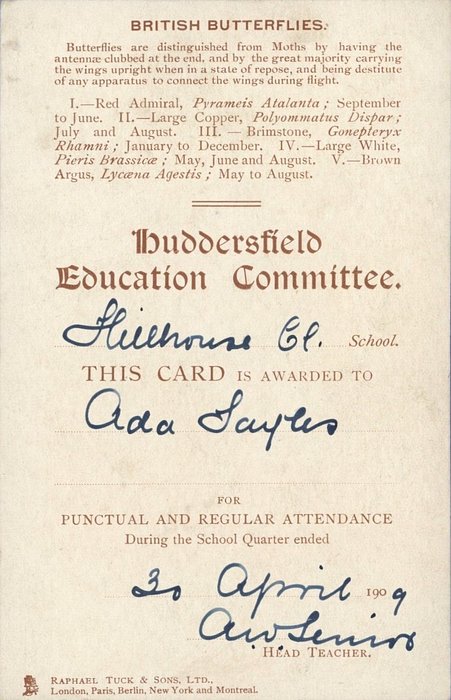 BRITISH BUTTERFLIES.
Butterflies are distinguished from Moths by having the
antennæ clubbed at the end, and by the great majority carrying
the wings upright when in a state of repose, and being destitute
of any apparatus to connect the wings during flight.
I.—Red Admiral, Pyrameis Atalanta; September
to June. II.—Large Copper, Polyommatus Dispar;
July and August. III.—Brimstone, Gonepteryx
Rhamni; January to December. IV.—Large White,
Pieris Brassicæ; May, June and August. V.—Brown
Argus, Lycæna Agestis; May to August.
Huddersfield
Education Committee.
Hillhouse Cl. School.
THIS CARD IS AWARDED TO
Ada Sayles
FOR
PUNCTUAL AND REGULAR ATTENDANCE
During the School Quarter ended
30 April 1909
A.W. Senior
HEAD TEACHER.
RAPHAEL TUCK & SONS, LTD.,
London, Paris, Berlin, New York and Montreal.